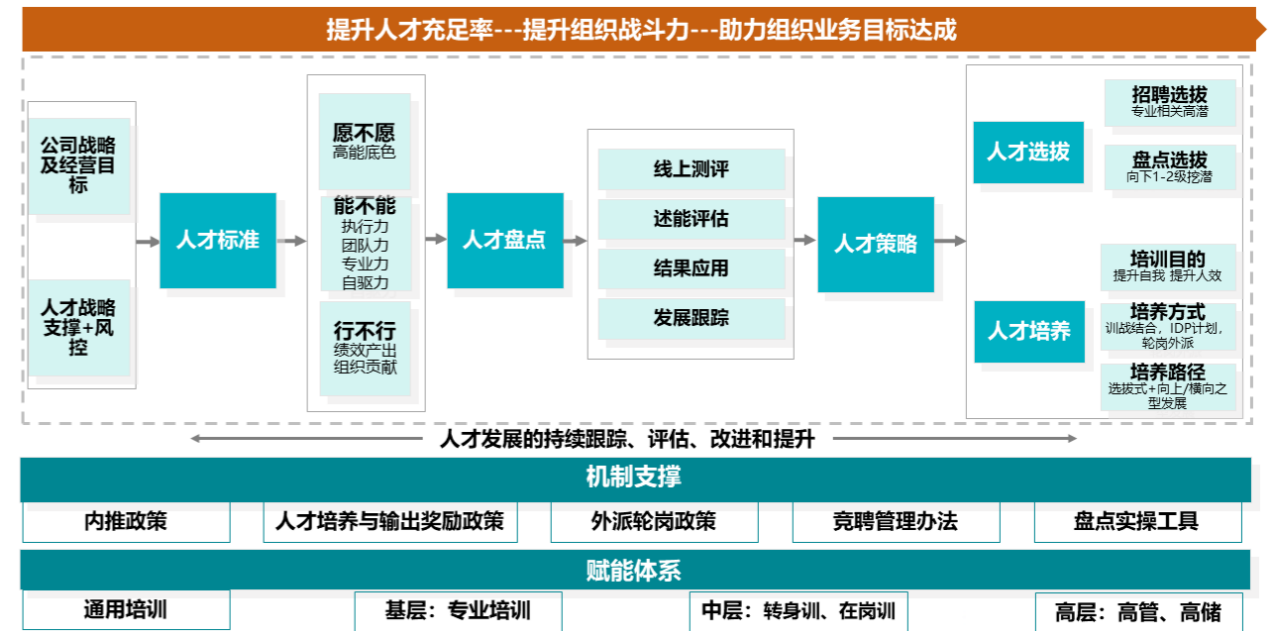 提升人才充足率---提升组织战斗力---助力组织业务目标达成
公司战略
及经营目
标
人才战略
支撑+风
控
人才标准
愿不愿
高能底色
能不能
执行力
团队力
专业力
自驱力
行不行
绩效产出
组织贡献
人才盘点
线上测评
述能评估
结果应用
发展跟踪
人才策略
人才选拔
招聘选拔
专业相关高潜
盘点选拔
向下1-2级挖潜
人才培养
培训目的
提升自我 提升人效
培养方式
训战结合，IDP计划，
轮岗外派
培养路径
选拔式+向上/横向之
型发展
人才发展的持续跟踪、评估、改进和提升
机制支撑
内推政策
人才培养与输出奖励政策
外派轮岗政策
竞聘管理办法
盘点实操工具
赋能体系
通用培训
基层：专业培训
中层：转身训、在岗训
高层：高管、高储